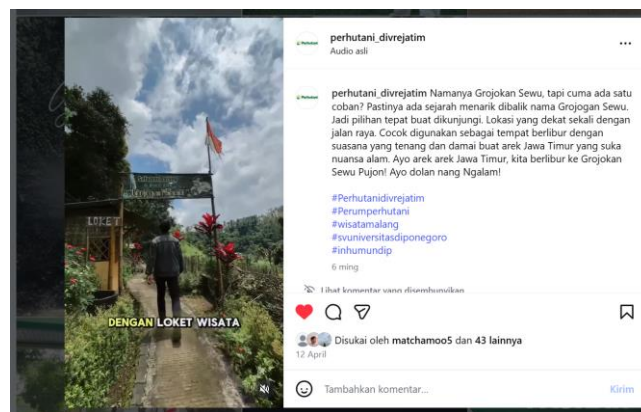 LOKET
DENGAN LOKET WISATA
Perhutani
perhutani_divrejatim
Audio asli
Perhutani
perhutani_divrejatim Namanya Grojokan Sewu, tapi cuma ada satu
coban? Pastinya ada sejarah menarik dibalik nama Grojogan Sewu.
Jadi pilihan tepat buat dikunjungi. Lokasi yang dekat sekali dengan
jalan raya. Cocok digunakan sebagai tempat berlibur dengan
suasana yang tenang dan damai buat arek Jawa Timur yang suka
nuansa alam. Ayo arek arek Jawa Timur, kita berlibur ke Grojokan
Sewu Pujon! Ayo dolan nang Ngalam!
#Perhutanidivrejatim
#Perumperhutani
#wisatamalang
#svuniversitasdiponegoro
#inhumundip
6 ming
Lihat komentar yang disembunyikan
Disukai oleh matchamoo5 dan 43 lainnya
12 April
Tambahkan komentar...
Kirim